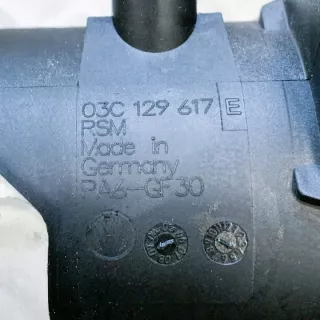 03C 129 617 E
RSM
Made in
Germany
PA6-GF30